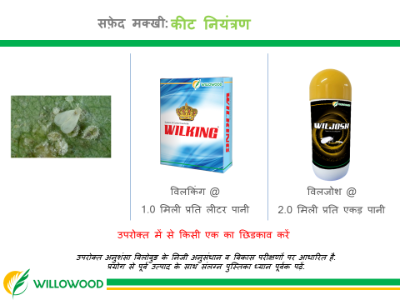 सफ़ेद मक्खी: कीट नियंत्रण
WILKING
WILJOSH
विलकिंग @
1.0 मिली प्रति लीटर पानी
विलजोश @
2.0 मिली प्रति एकड़ पानी
उपरोक्त में से किसी एक का छिड़काव करें
उपरोक्त अनुशंसा विलोवुड के निजी अनुसंधान व विकास परीक्षणों पर आधारित है.
प्रयोग से पूर्व उत्पाद के साथ संलग्न पुस्तिका ध्यान पूर्वक पढ़ें.
WILLOWOOD